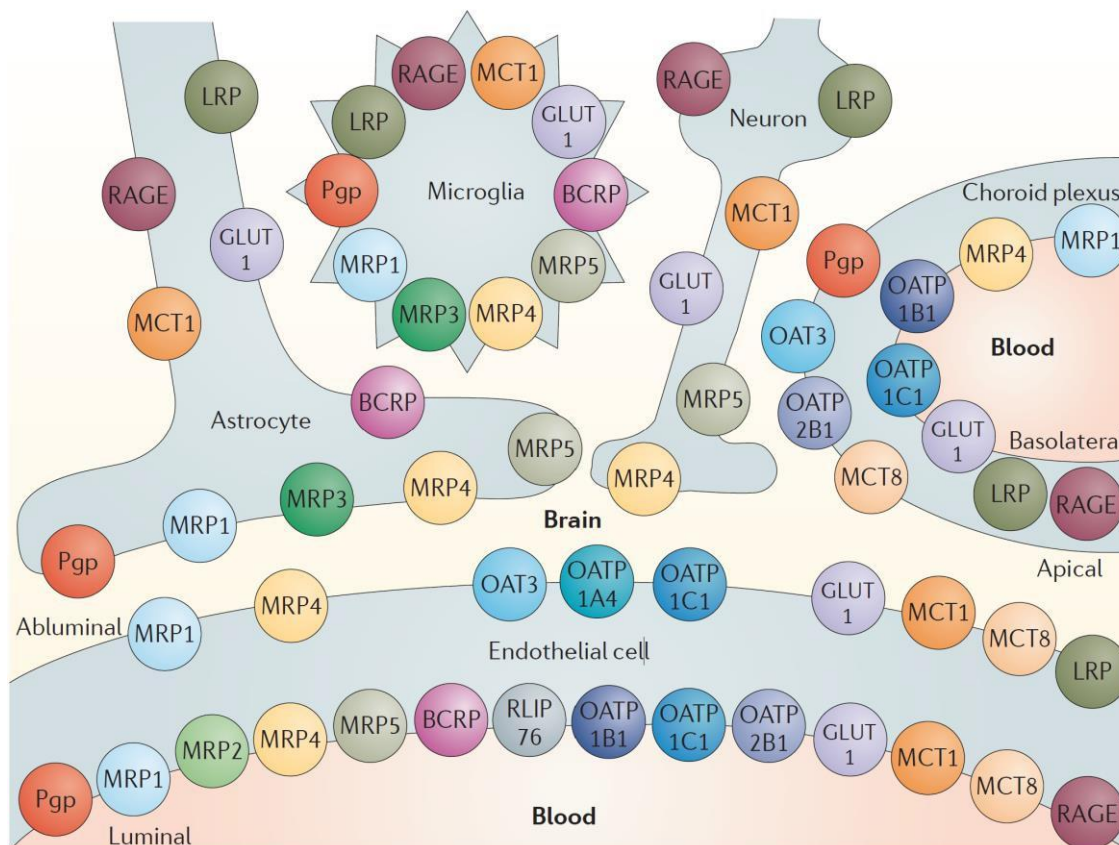 LRP
RAGE
GLUT
1
MCT1
Astrocyte
BCRP
MRP5
MRP4
MRP3
MRP1
Pgp
RAGE
MCT1
LRP
GLUT
1
Pgp
Microglia
BCRP
MRP1
MRP5
MRP3
MRP4
RAGE
LRP
Neuron
MCT1
GLUT
1
MRP5
MRP4
Choroid plexus
Pgp
MRP4
MRP1
OATP
1B1
OAT3
Blood
OATP
1C1
OATP
2B1
GLUT
1
Basolatera
MCT8
LRP
RAGE
Apical
Brain
Abluminal
MRP1
MRP4
OAT3
OATP
1A4
OATP
1C1
GLUT
1
MCT1
MCT8
LRP
Endothelial cell
Pgp
MRP1
MRP2
MRP4
MRP5
BCRP
RLIP
76
OATP
1B1
OATP
1C1
OATP
2B1
GLUT
1
MCT1
MCT8
RAGE
Luminal
Blood